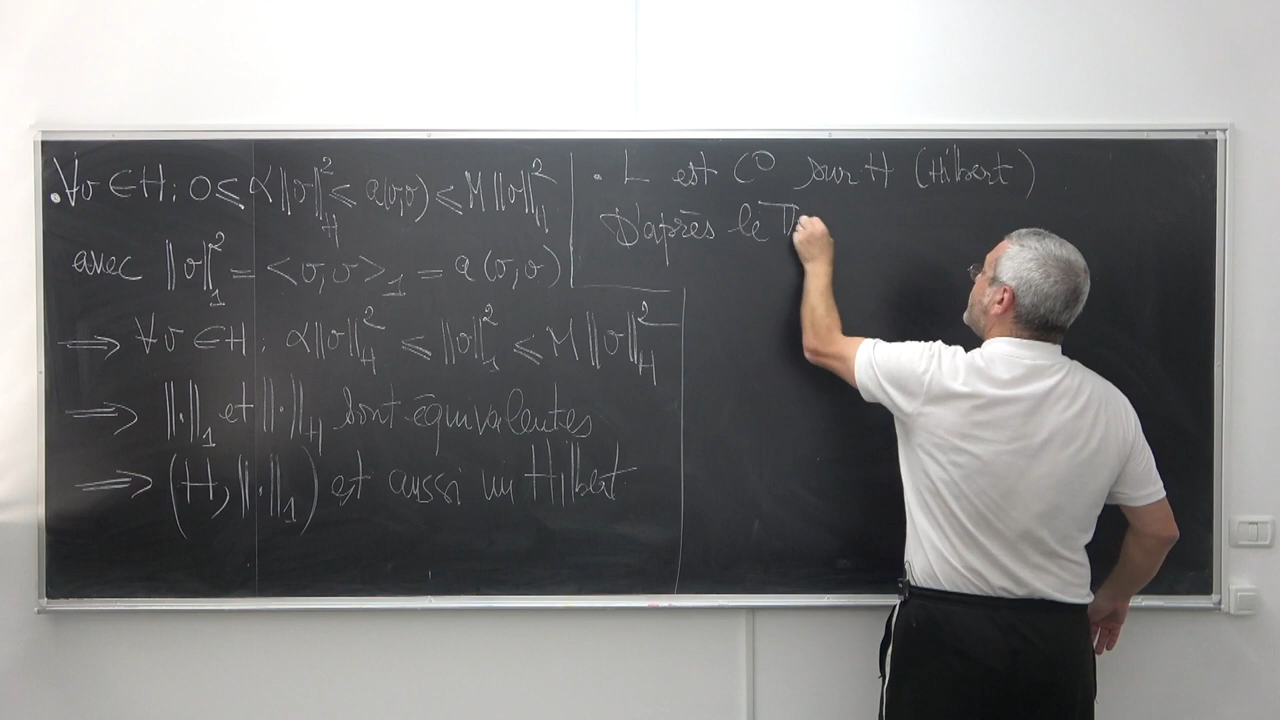 . ∀v ∈ H : 0 ≤ α‖v‖²_H ≤ a(v,v) ≤ M‖v‖²_H
avec ‖v‖²_1 = <v,v>_1 = a(v,v)
⟹ ∀v ∈ H : α‖v‖²_H ≤ ‖v‖²_1 ≤ M‖v‖²_H
⟹ ‖.‖_1 et ‖.‖_H sont équivalentes
⟹ (H, ‖.‖_1) est aussi un Hilbert
. L est C⁰ sur H (Hilbert)
D'après le T